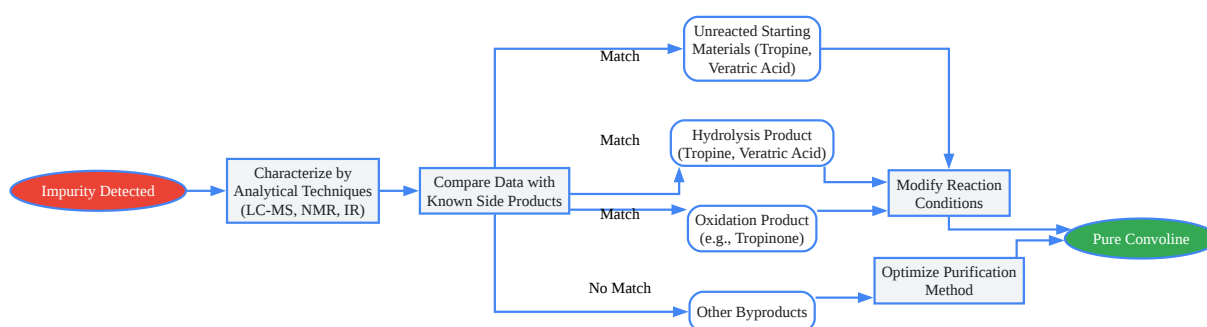 Unreacted Starting
Materials (Tropine,
Veratric Acid)
Match
Match
Hydrolysis Product
(Tropine, Veratric Acid)
Impurity Detected
Characterize by
Analytical Techniques
(LC-MS, NMR, IR)
Compare Data with
Known Side Products
Modify Reaction
Conditions
Match
Oxidation Product
(e.g., Tropinone)
Pure Convoline
Optimize Purification
Method
No Match
Other Byproducts